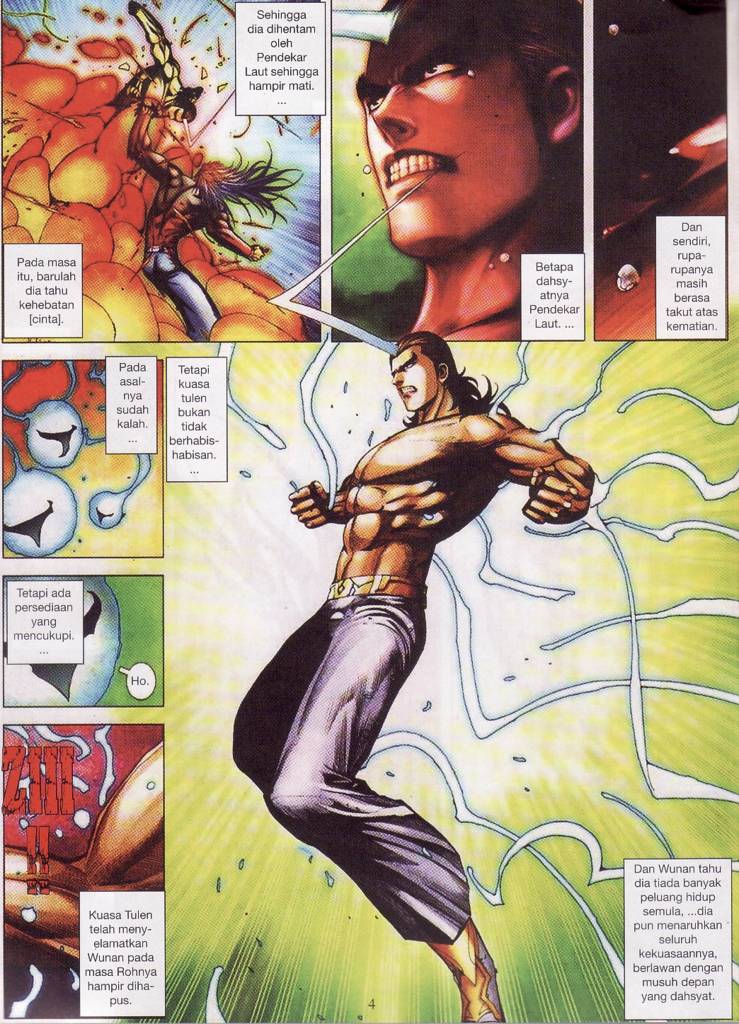 Sehingga
dia dihentam
oleh
Pendekar
Laut sehingga
hampir mati.
...
Pada masa
itu, barulah
dia tahu
kehebatan
[cinta].
Betapa
dahsy-
atnya
Pendekar
Laut. ...
Dan
sendiri,
rupa-
rupanya
masih
berasa
takut atas
kematian.
Pada
asal-
nya
sudah
kalah.
...
Tetapi
kuasa
tulen
bukan
tidak
berhabis-
habisan.
...
Tetapi ada
persediaan
yang
mencukupi.
...
Ho.
ZIII
!!
Kuasa Tulen
telah meny-
elamatkan
Wunan pada
masa Rohnya
hampir diha-
pus.
Dan Wunan tahu
dia tiada banyak
peluang hidup
semula, ...dia
pun menaruhkan
seluruh
kekuasaannya,
berlawan dengan
musuh depan
yang dahsyat.
4